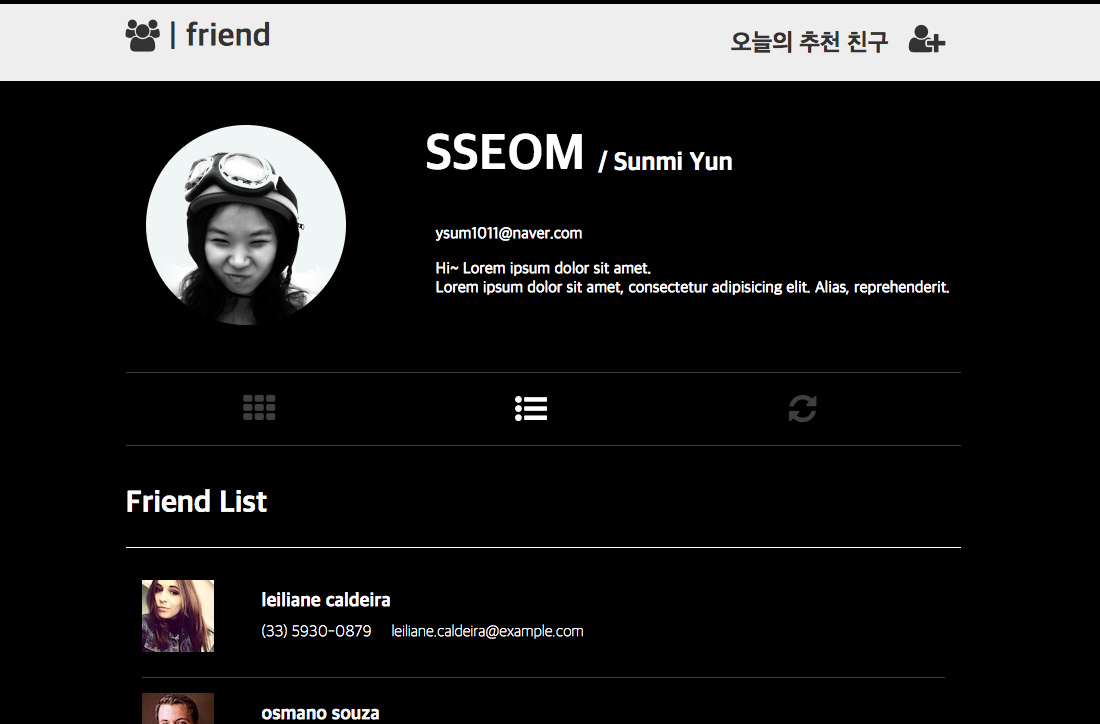 | friend
오늘의 추천 친구
SSEOM / Sunmi Yun
ysum1011@naver.com
Hi~ Lorem ipsum dolor sit amet.
Lorem ipsum dolor sit amet, consectetur adipisicing elit. Alias, reprehenderit.
Friend List
leiliane caldeira
(33) 5930-0879 leiliane.caldeira@example.com
osmano souza